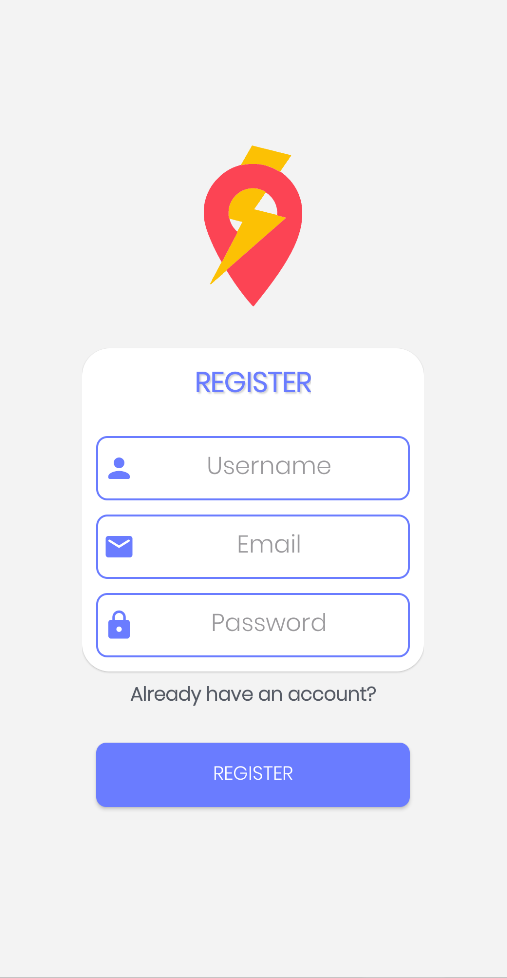 REGISTER
Username
Email
Password
Already have an account?
REGISTER